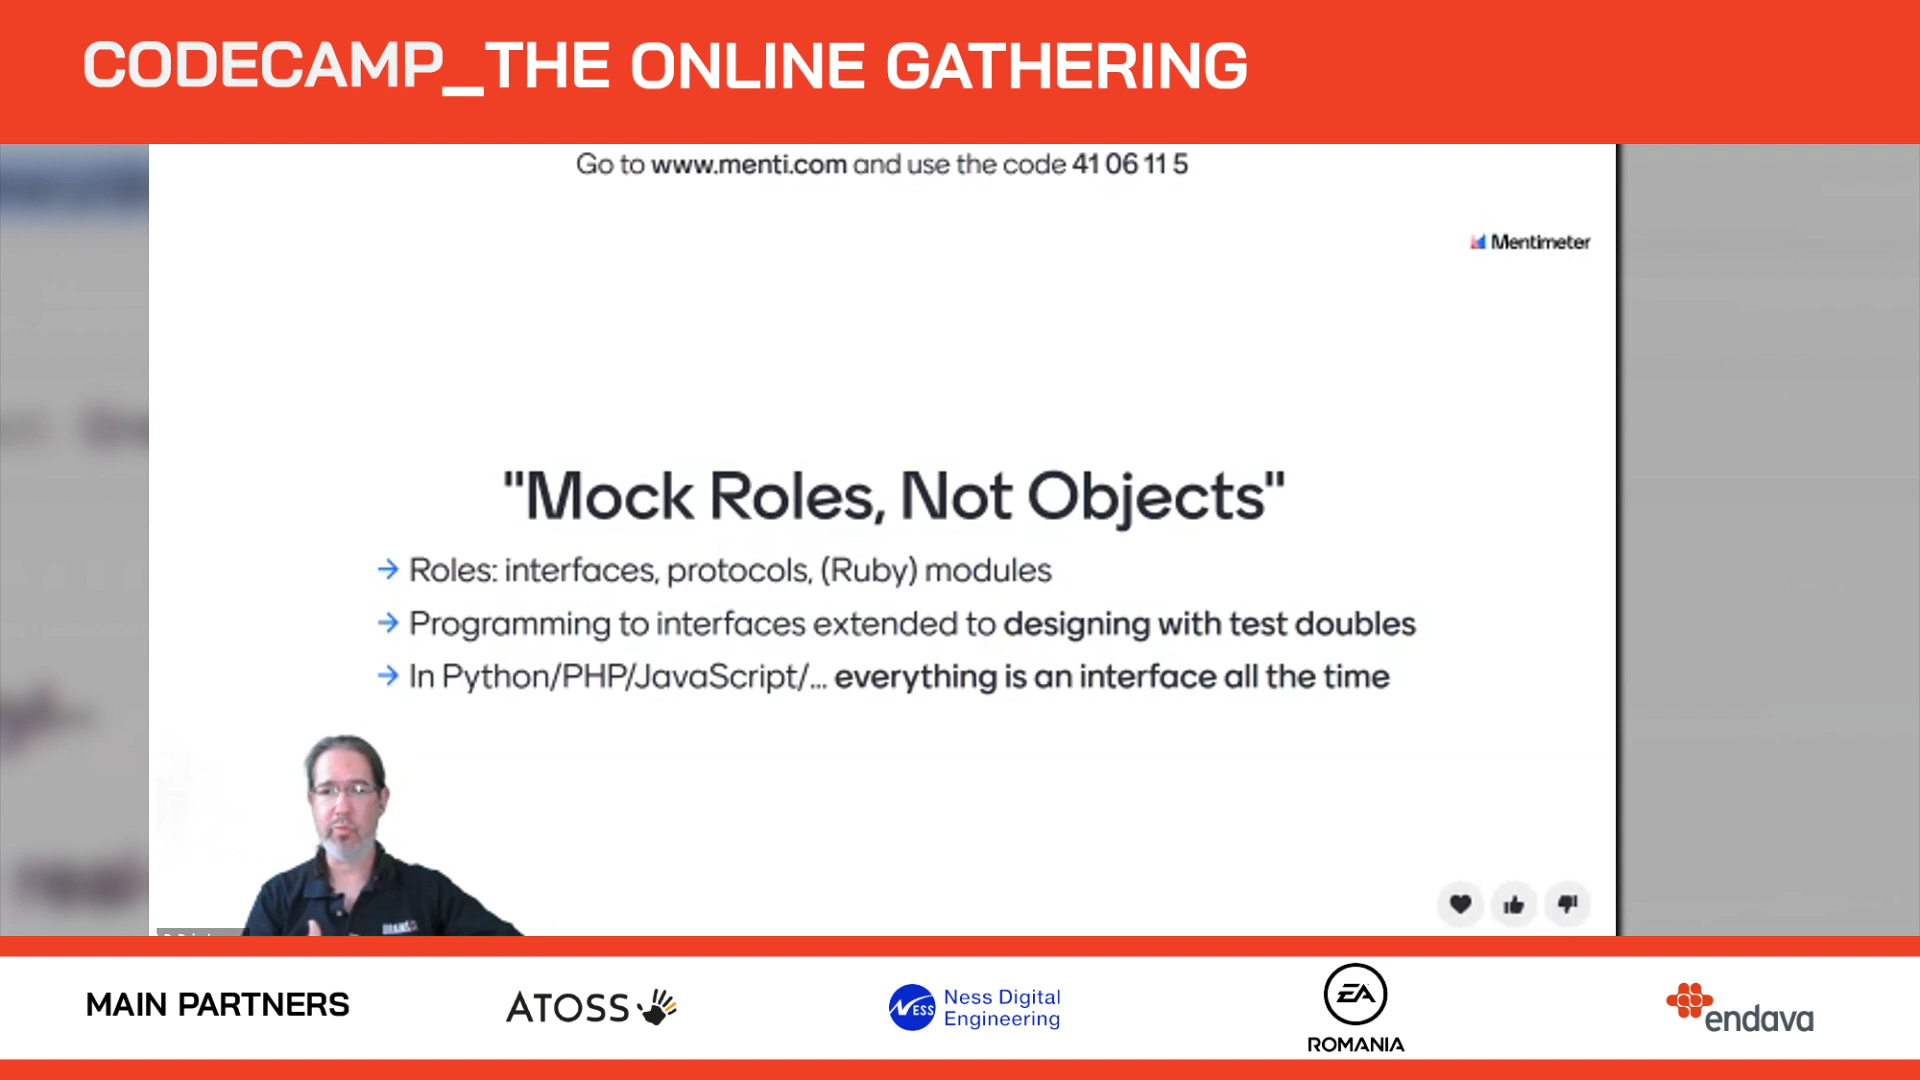 CODECAMP_THE ONLINE GATHERING
Go to www.menti.com and use the code 41 06 11 5
Mentimeter
"Mock Roles, Not Objects"
→ Roles: interfaces, protocols, (Ruby) modules
→ Programming to interfaces extended to designing with test doubles
→ In Python/PHP/JavaScript/... everything is an interface all the time
MAIN PARTNERS
ATOSS
NESS
Ness Digital
Engineering
EA
ROMANIA
endava